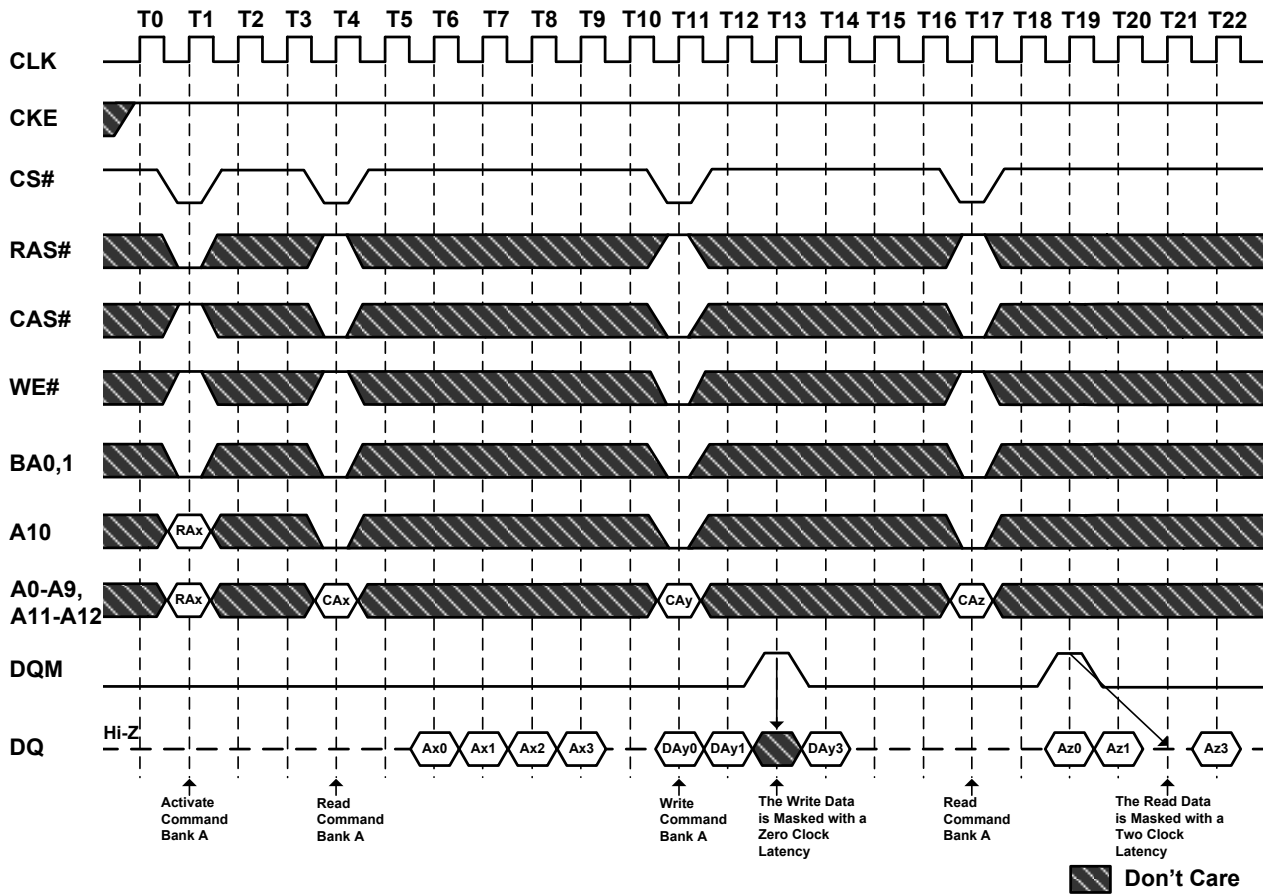 T0 T1 T2 T3 T4 T5 T6 T7 T8 T9 T10 T11 T12 T13 T14 T15 T16 T17 T18 T19 T20 T21 T22
CLK
CKE
CS#
RAS#
CAS#
WE#
BA0,1
A10
RAx
A0-A9,
A11-A12
RAx CAx CAy CAz
DQM
DQ
Hi-Z
Ax0 Ax1 Ax2 Ax3 DAy0 DAy1 DAy3 Az0 Az1 Az3
Activate
Command
Bank A
Read
Command
Bank A
Write
Command
Bank A
The Write Data
is Masked with a
Zero Clock
Latency
Read
Command
Bank A
The Read Data
is Masked with a
Two Clock
Latency
Don't Care